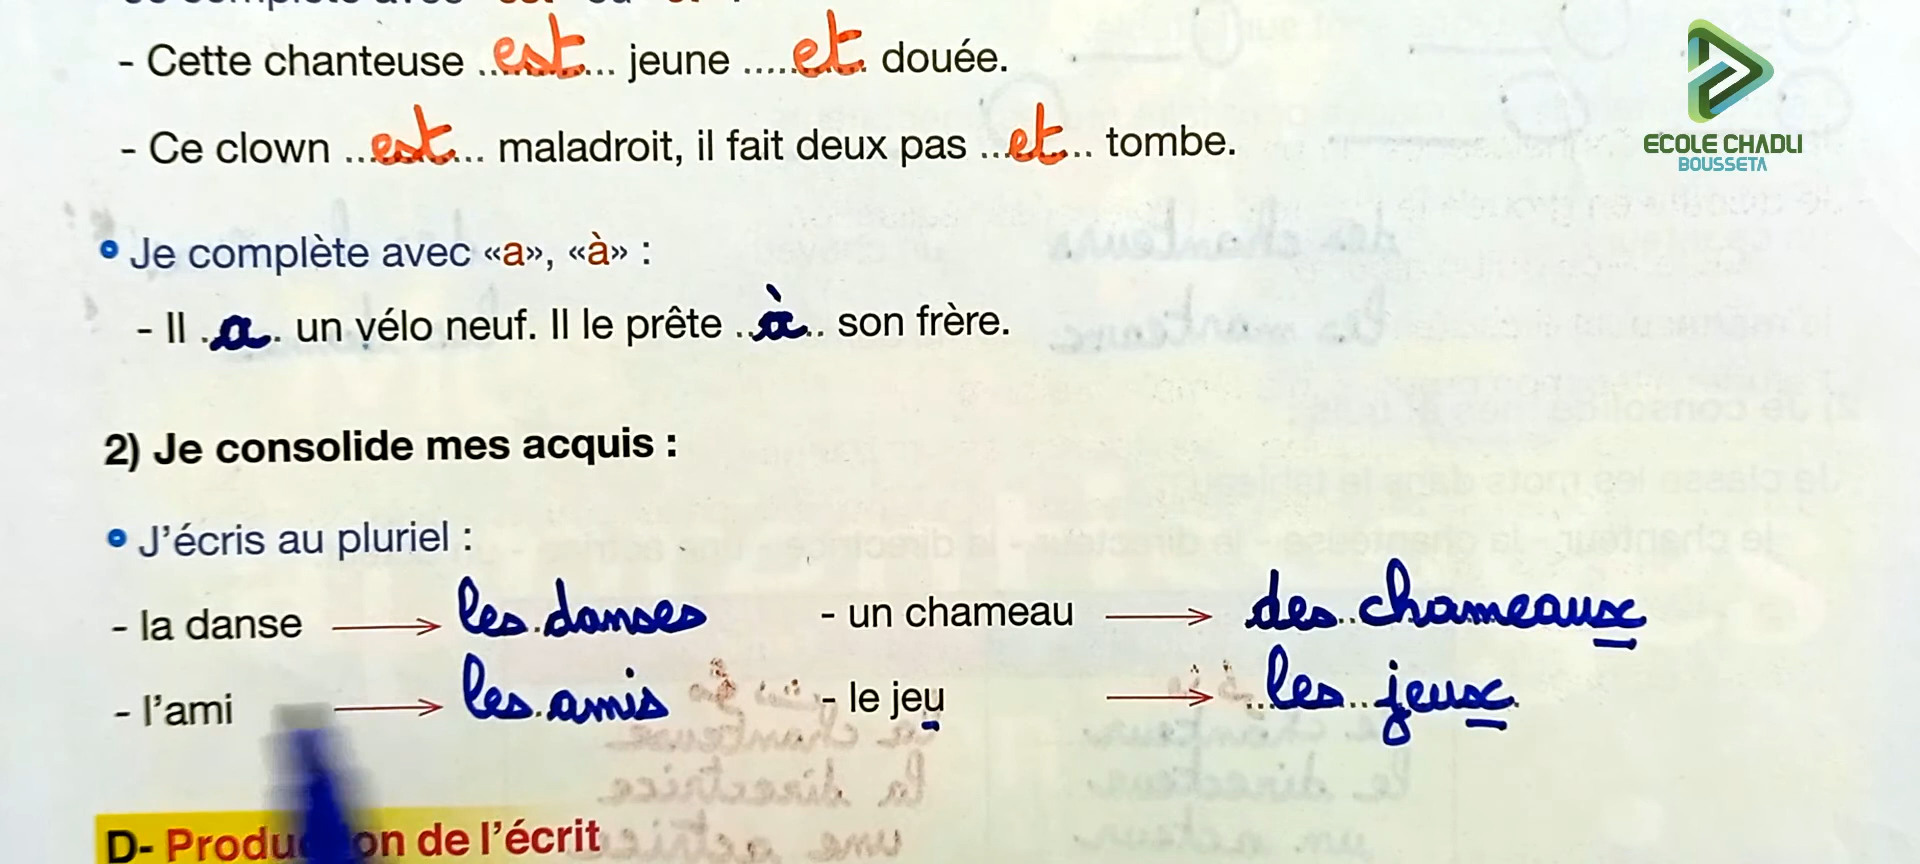 - Cette chanteuse ...est... jeune ...et... douée.
- Ce clown ...est... maladroit, il fait deux pas ...et... tombe.
ECOLE CHADLI
BOUSSETA
Je complète avec «a», «à» :
- Il .a. un vélo neuf. Il le prête ..à.. son frère.
2) Je consolide mes acquis :
J'écris au pluriel :
- la danse → les danses - un chameau → des chameaux
- l'ami → les amis - le jeu → les jeux
D- Production de l'écrit